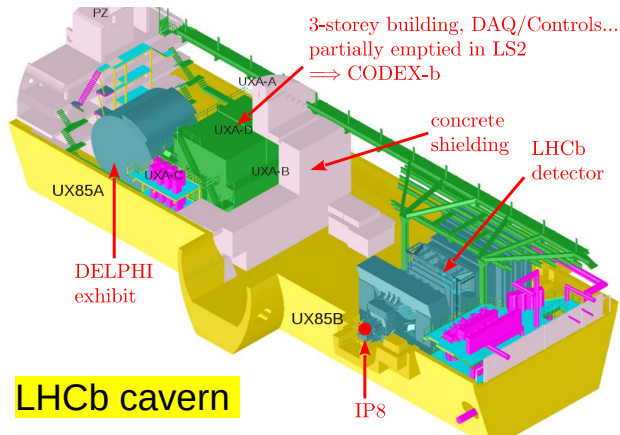 PZ
3-storey building, DAQ/Controls...
partially emptied in LS2
⟹ CODEX-b
UXA-A
UXA-D
concrete
shielding
LHCb
detector
UXA-C
UXA-B
UX85A
DELPHI
exhibit
UX85B
LHCb cavern
IP8